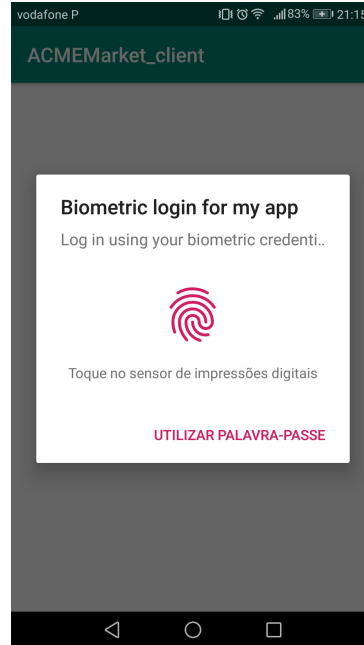 vodafone P 83% 21:15
ACMEMarket_client
Biometric login for my app
Log in using your biometric credenti..
Toque no sensor de impressões digitais
UTILIZAR PALAVRA-PASSE